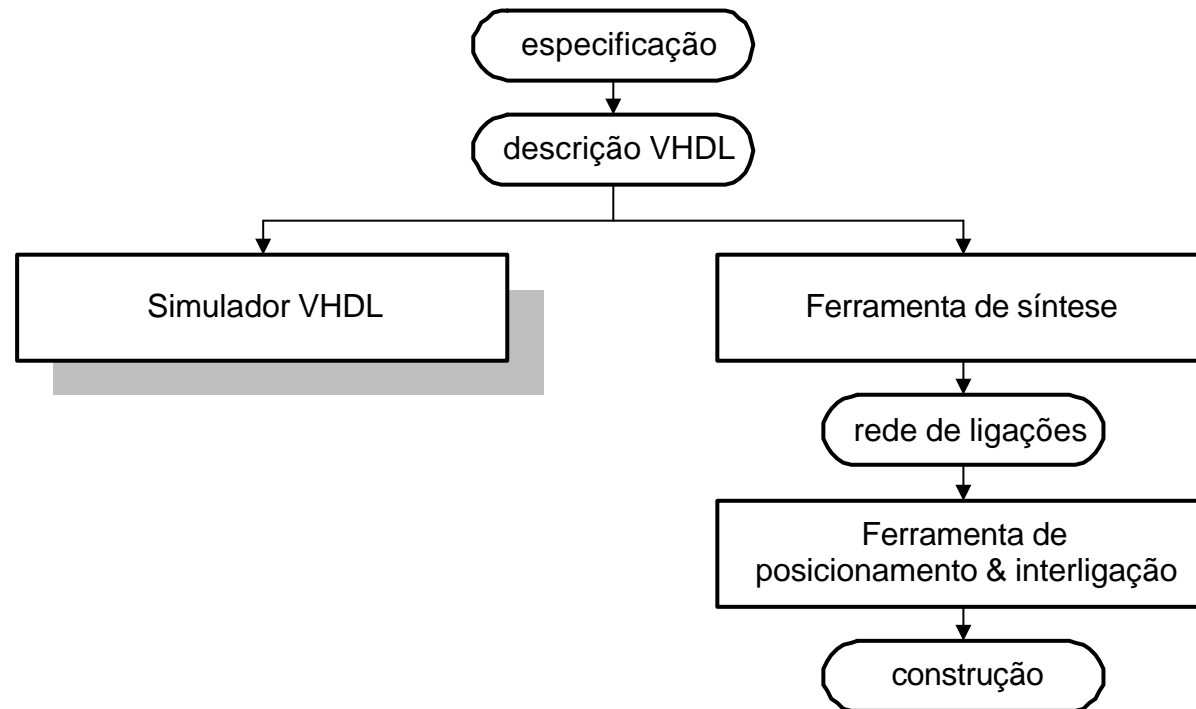 especificação
descrição VHDL
Simulador VHDL
Ferramenta de síntese
rede de ligações
Ferramenta de
posicionamento & interligação
construção